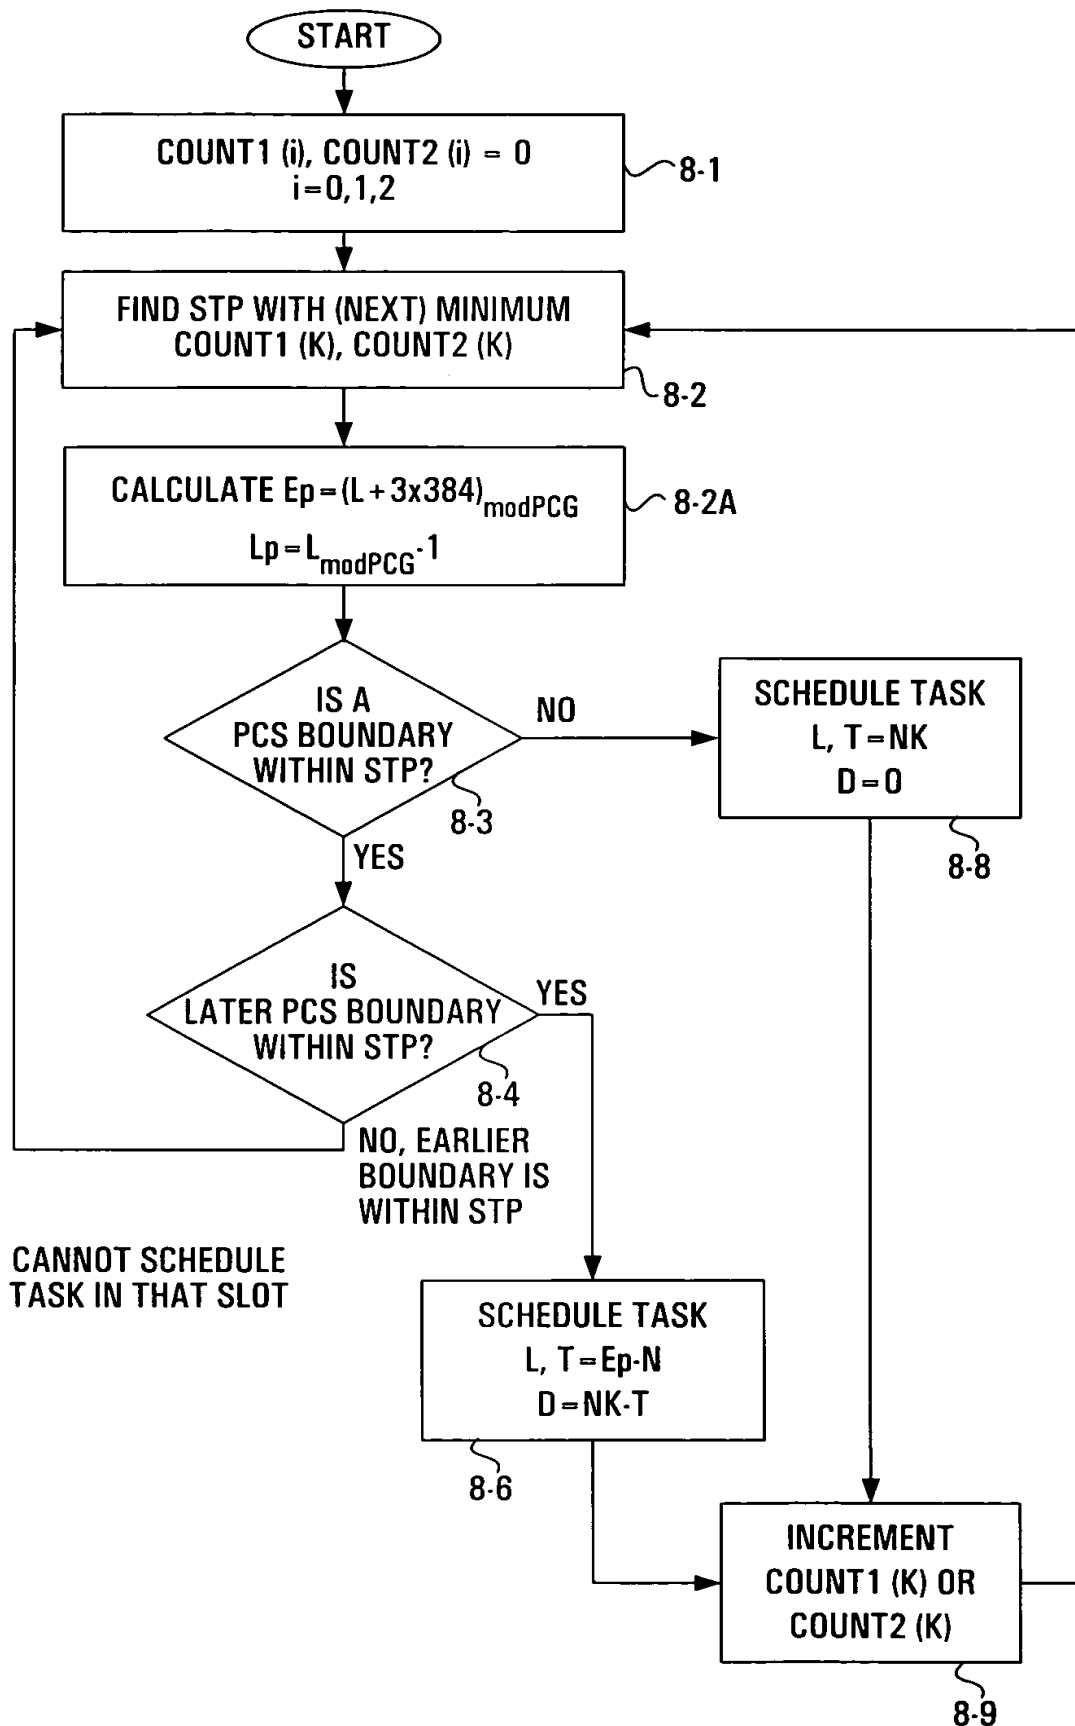 START
COUNT1 (i), COUNT2 (i) = 0
i=0,1,2
8-1
FIND STP WITH (NEXT) MINIMUM
COUNT1 (K), COUNT2 (K)
8-2
CALCULATE Ep=(L+3x384)modPCG
Lp=LmodPCG-1
8-2A
IS A
PCS BOUNDARY
WITHIN STP?
8-3
NO
SCHEDULE TASK
L, T=NK
D=0
8-8
YES
IS
LATER PCS BOUNDARY
WITHIN STP?
8-4
YES
NO, EARLIER
BOUNDARY IS
WITHIN STP
CANNOT SCHEDULE
TASK IN THAT SLOT
SCHEDULE TASK
L, T=Ep-N
D=NK-T
8-6
INCREMENT
COUNT1 (K) OR
COUNT2 (K)
8-9